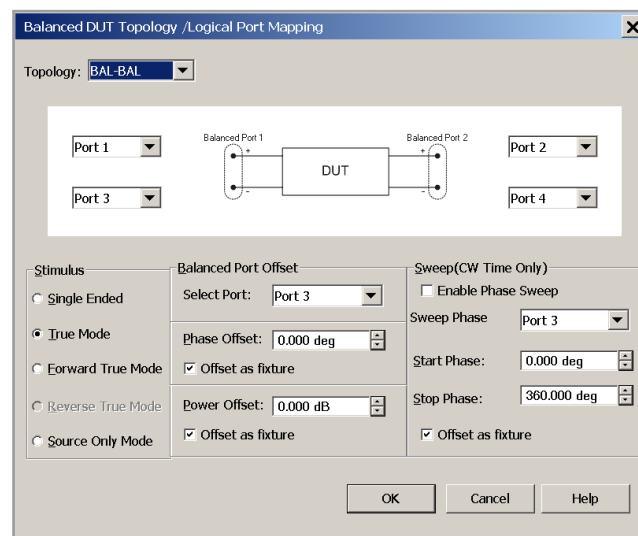 Balanced DUT Topology /Logical Port Mapping
Topology: BAL-BAL
Balanced Port 1
Balanced Port 2
Port 1
+
+
Port 2
DUT
Port 3
-
-
Port 4
Stimulus
Single Ended
True Mode
Forward True Mode
Reverse True Mode
Source Only Mode
Balanced Port Offset
Select Port: Port 3
Phase Offset: 0.000 deg
Offset as fixture
Power Offset: 0.000 dB
Offset as fixture
Sweep(CW Time Only)
Enable Phase Sweep
Sweep Phase Port 3
Start Phase: 0.000 deg
Stop Phase: 360.000 deg
Offset as fixture
OK
Cancel
Help